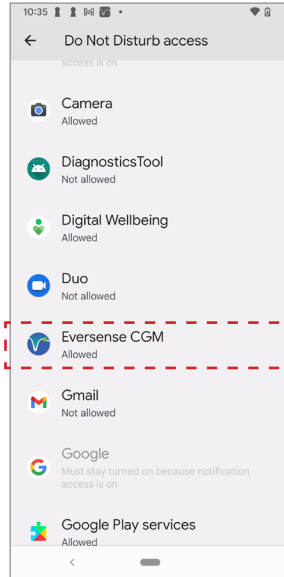 10:35
Do Not Disturb access
access is on
Camera
Allowed
DiagnosticsTool
Not allowed
Digital Wellbeing
Allowed
Duo
Not allowed
Eversense CGM
Allowed
Gmail
Not allowed
Google
Must stay turned on because notification
access is on
Google Play services
Allowed